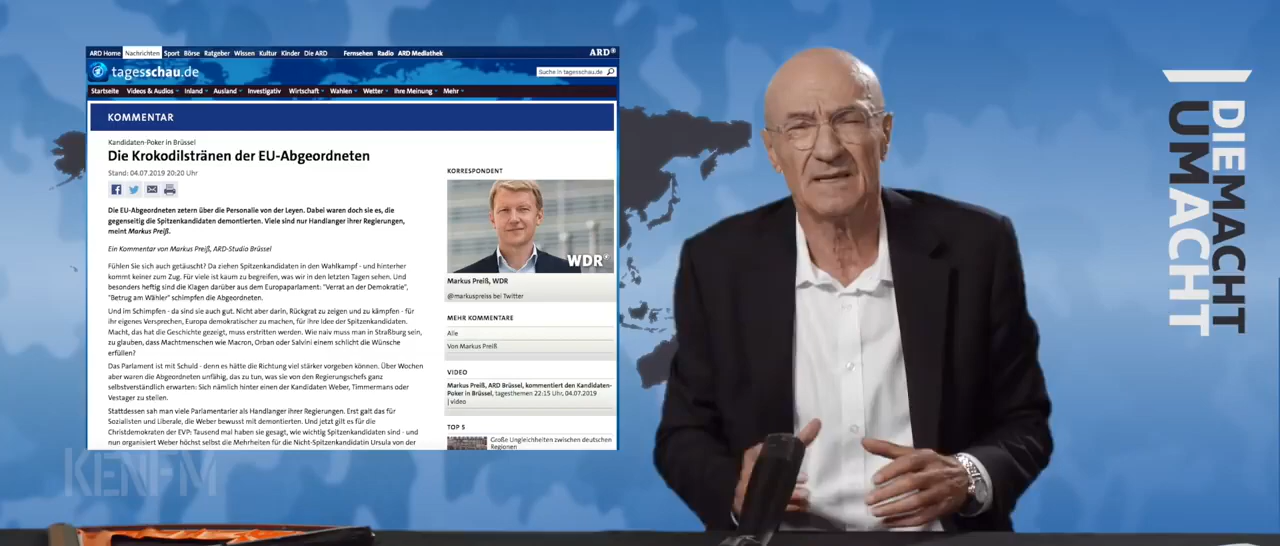 ARD Home Nachrichten Sport Börse Ratgeber Wissen Kultur Kinder Die ARD Fernsehen Radio ARD Mediathek
ARD
tagesschau.de
Suche in tagesschau.de
Startseite Videos & Audios Inland Ausland Investigativ Wirtschaft Wahlen Wetter Ihre Meinung Mehr
KOMMENTAR
Kandidaten-Poker in Brüssel
Die Krokodilstränen der EU-Abgeordneten
Stand: 04.07.2019 20:20 Uhr
Die EU-Abgeordneten zetern über die Personalie von der Leyen. Dabei waren doch sie es, die
gegenseitig die Spitzenkandidaten demontierten. Viele sind nur Handlanger ihrer Regierungen,
meint Markus Preiß.
Ein Kommentar von Markus Preiß, ARD-Studio Brüssel
Fühlen Sie sich auch getäuscht? Da ziehen Spitzenkandidaten in den Wahlkampf - und hinterher
kommt keiner zum Zug. Für viele ist kaum zu begreifen, was wir in den letzten Tagen sehen. Und
besonders heftig sind die Klagen darüber aus dem Europaparlament: "Verrat an der Demokratie",
"Betrug am Wähler" schimpfen die Abgeordneten.
Und im Schimpfen - da sind sie auch gut. Nicht aber darin, Rückgrat zu zeigen und zu kämpfen - für
ihr eigenes Versprechen, Europa demokratischer zu machen, für ihre Idee der Spitzenkandidaten.
Macht, das hat die Geschichte gezeigt, muss erstritten werden. Wie naiv muss man in Straßburg sein,
zu glauben, dass Machtmenschen wie Macron, Orban oder Salvini einem schlicht die Wünsche
erfüllen?
Das Parlament ist mit Schuld - denn es hätte die Richtung viel stärker vorgeben können. Über Wochen
aber waren die Abgeordneten unfähig, das zu tun, was sie von den Regierungschefs ganz
selbstverständlich erwarten: Sich nämlich hinter einen der Kandidaten Weber, Timmermans oder
Vestager zu stellen.
Stattdessen sah man viele Parlamentarier als Handlanger ihrer Regierungen. Erst galt das für
Sozialisten und Liberale, die Weber bewusst mit demontierten. Und jetzt gilt es für die
Christdemokraten der EVP: Tausend mal haben sie gesagt, wie wichtig Spitzenkandidaten sind - und
nun organisiert Weber höchst selbst die Mehrheiten für die Nicht-Spitzenkandidatin Ursula von der
KORRESPONDENT
WDR
Markus Preiß, WDR
@markuspreiss bei Twitter
MEHR KOMMENTARE
Alle
Von Markus Preiß
VIDEO
Markus Preiß, ARD Brüssel, kommentiert den Kandidaten-
Poker in Brüssel, tagesthemen 22:15 Uhr, 04.07.2019
| video
TOP 5
Große Ungleichheiten zwischen deutschen
Regionen
KENFM
DIE MACHT
UM ACHT